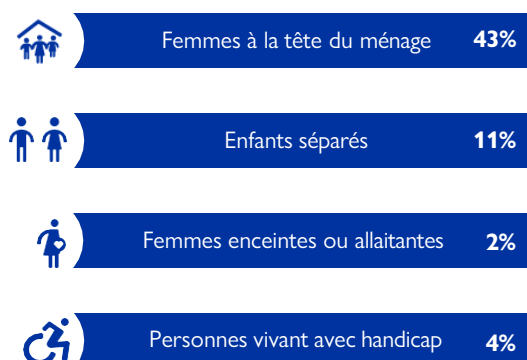 Femmes à la tête du ménage 43%
Enfants séparés 11%
Femmes enceintes ou allaitantes 2%
Personnes vivant avec handicap 4%